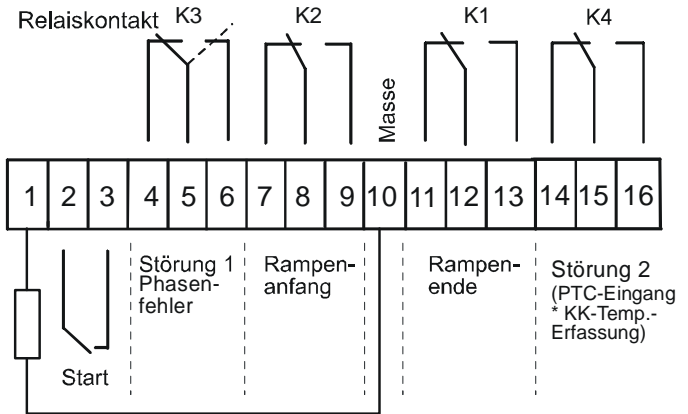 Relaiskontakt K3 K2 K1 K4
Masse
1 2 3 4 5 6 7 8 9 10 11 12 13 14 15 16
Störung 1
Phasen-
fehler
Rampen-
anfang
Rampen-
ende
Störung 2
(PTC-Eingang
* KK-Temp.-
Erfassung)
Start